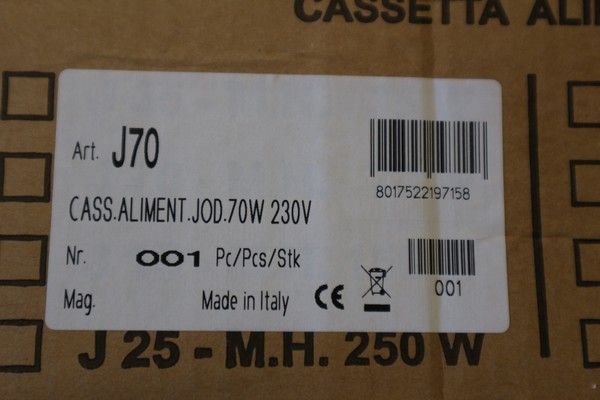 CASSETTA
Art. J70
8017522197158
CASS.ALIMENT.JOD.70W 230V
Nr. 001 Pc/Pcs/Stk
001
Mag. Made in Italy CE
J 25 - M.H. 250 W